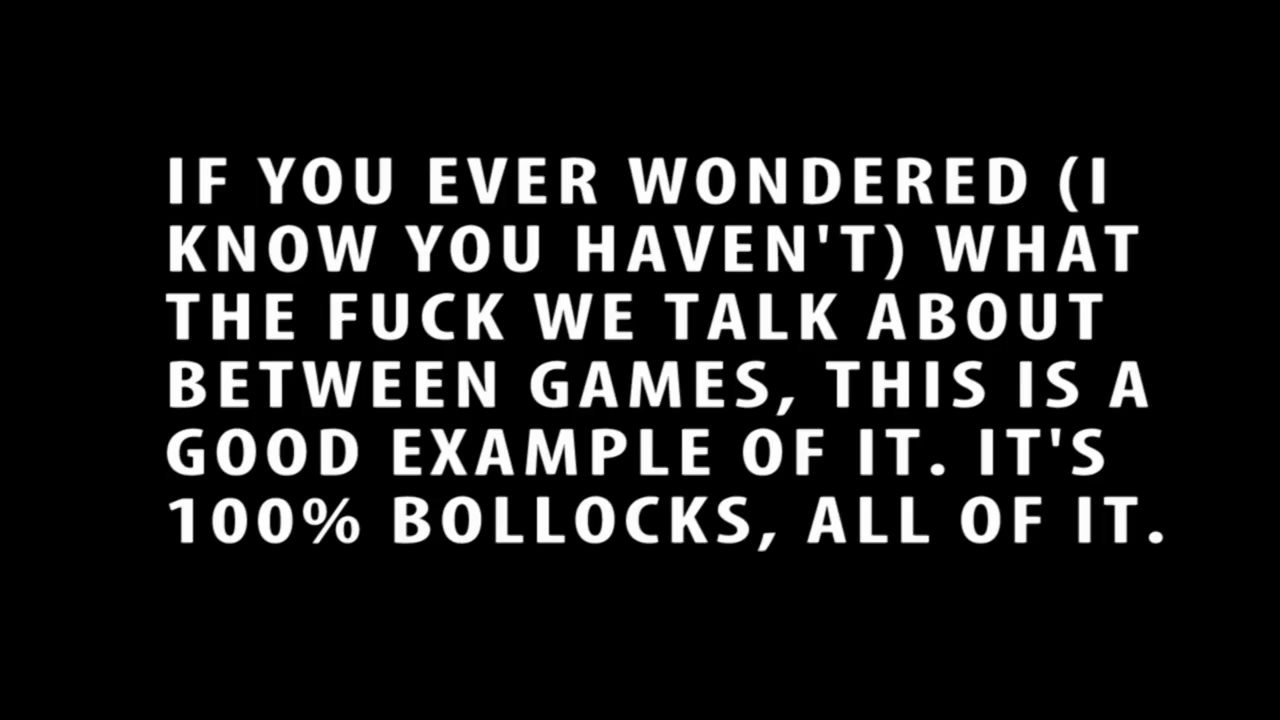 IF YOU EVER WONDERED (I
KNOW YOU HAVEN'T) WHAT
THE FUCK WE TALK ABOUT
BETWEEN GAMES, THIS IS A
GOOD EXAMPLE OF IT. IT'S
100% BOLLOCKS, ALL OF IT.